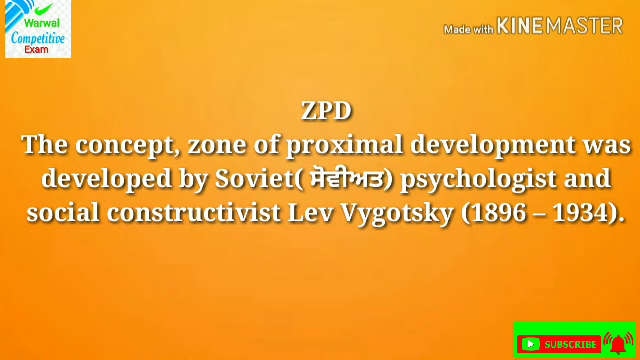 Warwal
Competitive
Exam
Made with KINEMASTER
ZPD
The concept, zone of proximal development was
developed by Soviet( ਸੋਵੀਅਤ) psychologist and
social constructivist Lev Vygotsky (1896 – 1934).
SUBSCRIBE